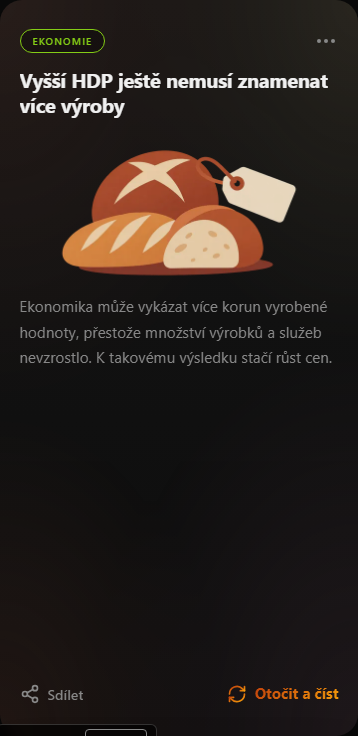 EKONOMIE
Vyšší HDP ještě nemusí znamenat
více výroby
Ekonomika může vykázat více korun vyrobené
hodnoty, přestože množství výrobků a služeb
nevzrostlo. K takovému výsledku stačí růst cen.
Sdílet
Otočit a číst